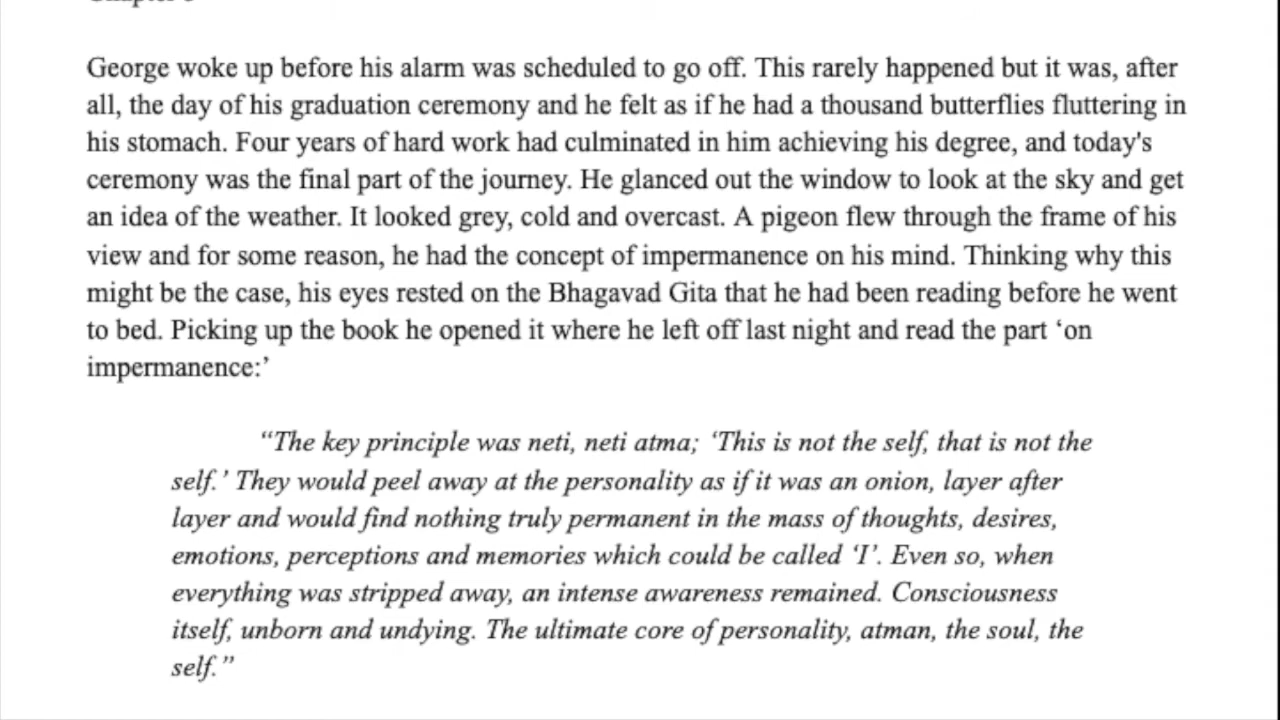 George woke up before his alarm was scheduled to go off. This rarely happened but it was, after
all, the day of his graduation ceremony and he felt as if he had a thousand butterflies fluttering in
his stomach. Four years of hard work had culminated in him achieving his degree, and today's
ceremony was the final part of the journey. He glanced out the window to look at the sky and get
an idea of the weather. It looked grey, cold and overcast. A pigeon flew through the frame of his
view and for some reason, he had the concept of impermanence on his mind. Thinking why this
might be the case, his eyes rested on the Bhagavad Gita that he had been reading before he went
to bed. Picking up the book he opened it where he left off last night and read the part ‘on
impermanence:’
“The key principle was neti, neti atma; ‘This is not the self, that is not the
self.’ They would peel away at the personality as if it was an onion, layer after
layer and would find nothing truly permanent in the mass of thoughts, desires,
emotions, perceptions and memories which could be called ‘I’. Even so, when
everything was stripped away, an intense awareness remained. Consciousness
itself, unborn and undying. The ultimate core of personality, atman, the soul, the
self.”